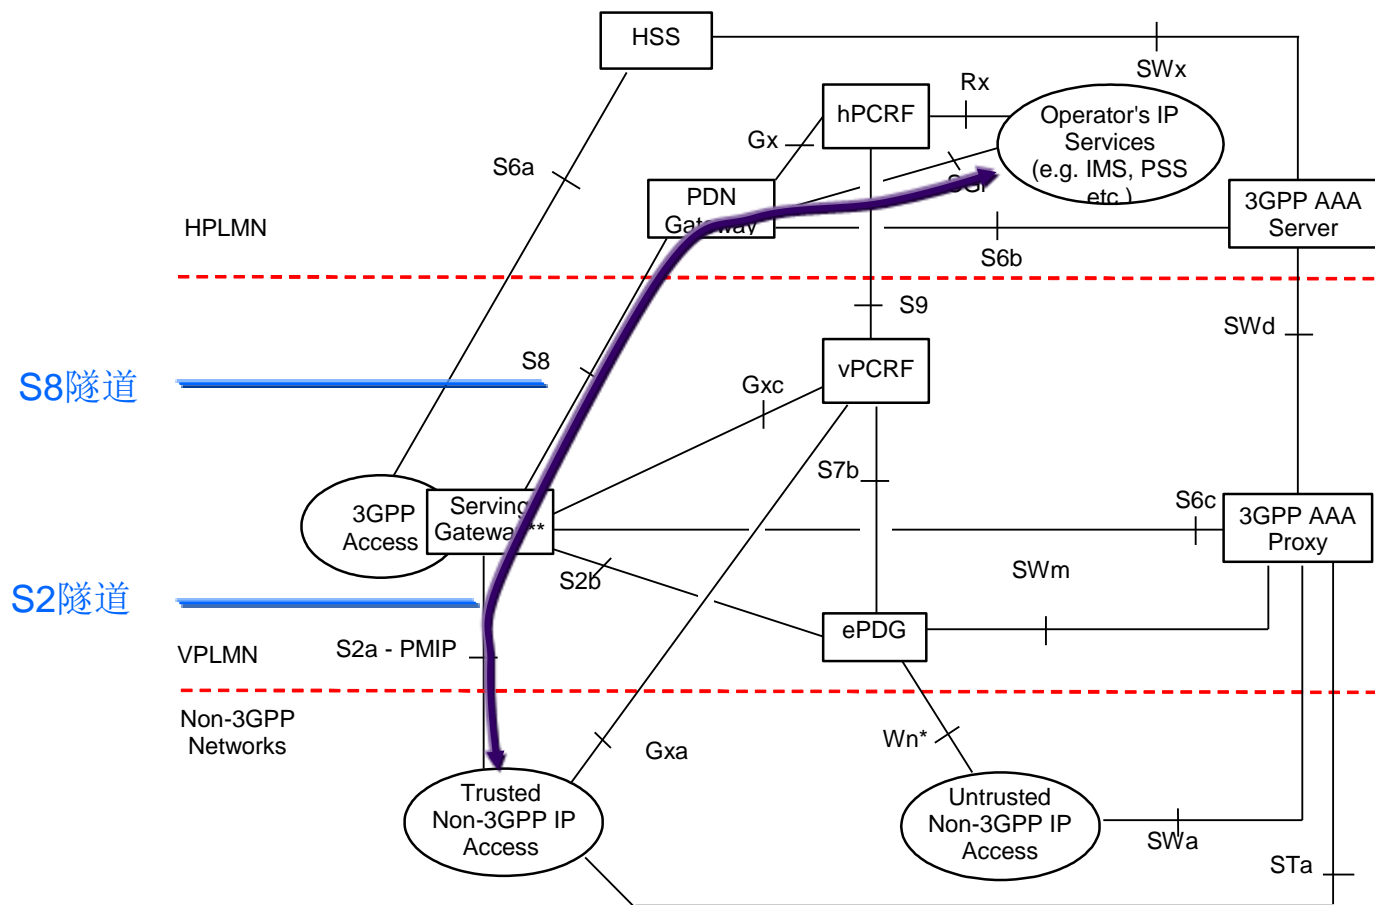 HSS
SWx
Rx
hPCRF
Operator's IP
Services
(e.g. IMS, PSS
etc.)
Gx
S6a
PDN
Gateway
3GPP AAA
Server
HPLMN
S6b
S9
SWd
S8
vPCRF
S8隧道
Gxc
S7b
S6c
Serving
Gateway**
3GPP
Access
3GPP AAA
Proxy
S2b
SWm
S2隧道
ePDG
S2a - PMIP
VPLMN
Non-3GPP
Networks
Wn*
Gxa
Trusted
Non-3GPP IP
Access
Untrusted
Non-3GPP IP
Access
SWa
STa